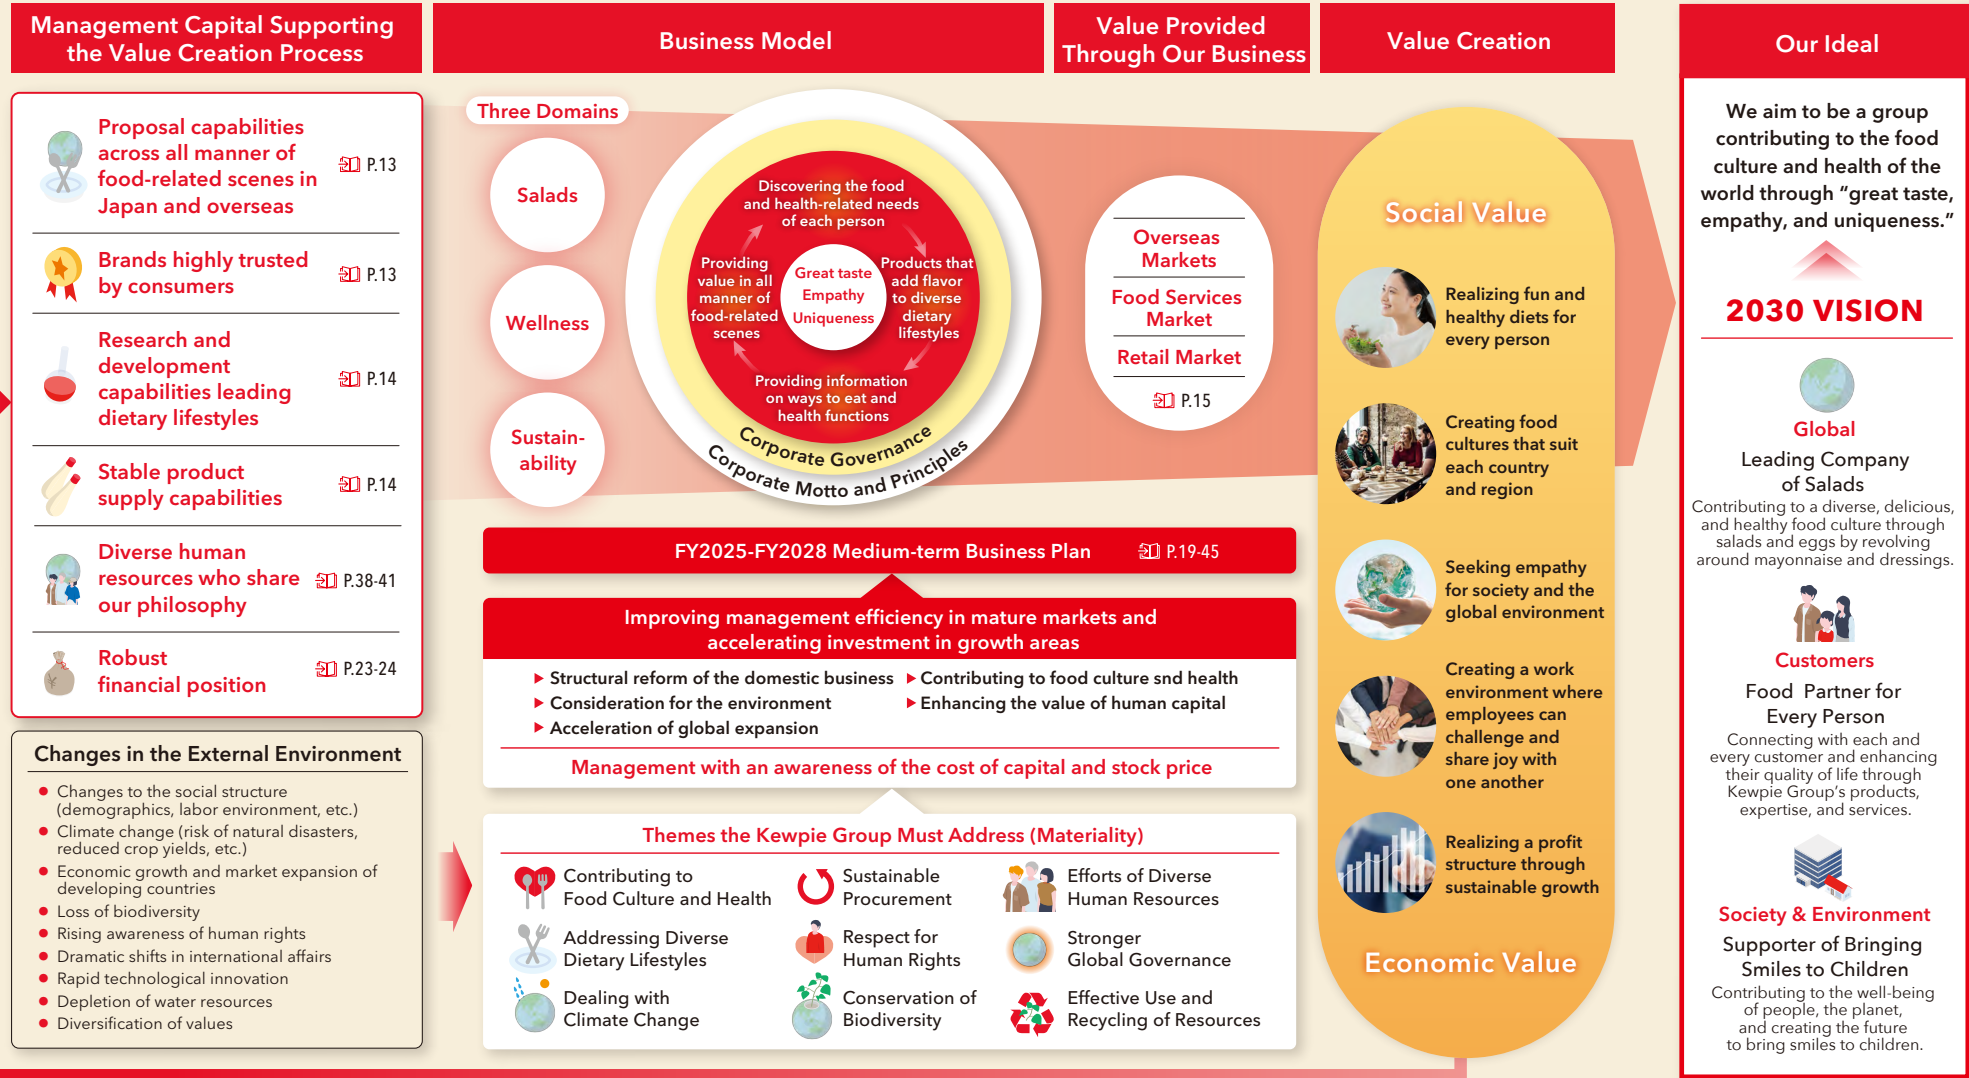 Management Capital Supporting
the Value Creation Process
Business Model
Value Provided
Through Our Business
Value Creation
Our Ideal
Proposal capabilities
across all manner of
food-related scenes in
Japan and overseas
P.13
Brands highly trusted
by consumers
P.13
Research and
development
capabilities leading
dietary lifestyles
P.14
Stable product
supply capabilities
P.14
Diverse human
resources who share
our philosophy
P.38-41
Robust
financial position
P.23-24
Changes in the External Environment
● Changes to the social structure
(demographics, labor environment, etc.)
● Climate change (risk of natural disasters,
reduced crop yields, etc.)
● Economic growth and market expansion of
developing countries
● Loss of biodiversity
● Rising awareness of human rights
● Dramatic shifts in international affairs
● Rapid technological innovation
● Depletion of water resources
● Diversification of values
Three Domains
Salads
Wellness
Sustain-
ability
Discovering the food
and health-related needs
of each person
Products that
add flavor
to diverse
dietary
lifestyles
Providing information
on ways to eat and
health functions
Providing
value in all
manner of
food-related
scenes
Great taste
Empathy
Uniqueness
Corporate Governance
Corporate Motto and Principles
Overseas
Markets
Food Services
Market
Retail Market
P.15
FY2025-FY2028 Medium-term Business Plan P.19-45
Improving management efficiency in mature markets and
accelerating investment in growth areas
▶ Structural reform of the domestic business
▶ Consideration for the environment
▶ Acceleration of global expansion
▶ Contributing to food culture snd health
▶ Enhancing the value of human capital
Management with an awareness of the cost of capital and stock price
Themes the Kewpie Group Must Address (Materiality)
Contributing to
Food Culture and Health
Sustainable
Procurement
Efforts of Diverse
Human Resources
Addressing Diverse
Dietary Lifestyles
Respect for
Human Rights
Stronger
Global Governance
Dealing with
Climate Change
Conservation of
Biodiversity
Effective Use and
Recycling of Resources
Social Value
Realizing fun and
healthy diets for
every person
Creating food
cultures that suit
each country
and region
Seeking empathy
for society and the
global environment
Creating a work
environment where
employees can
challenge and
share joy with
one another
Realizing a profit
structure through
sustainable growth
Economic Value
We aim to be a group
contributing to the food
culture and health of the
world through “great taste,
empathy, and uniqueness.”
2030 VISION
Global
Leading Company
of Salads
Contributing to a diverse, delicious,
and healthy food culture through
salads and eggs by revolving
around mayonnaise and dressings.
Customers
Food Partner for
Every Person
Connecting with each and
every customer and enhancing
their quality of life through
Kewpie Group’s products,
expertise, and services.
Society & Environment
Supporter of Bringing
Smiles to Children
Contributing to the well-being
of people, the planet,
and creating the future
to bring smiles to children.